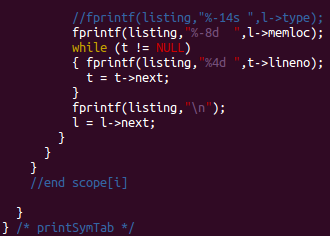 //fprintf(listing,"%-14s ",l->type);
fprintf(listing,"%-8d  ",l->memloc);
while (t != NULL)
{ fprintf(listing,"%4d ",t->lineno);
t = t->next;
}
fprintf(listing,"\n");
l = l->next;
}
}
}
//end scope[i]
}
} /* printSymTab */